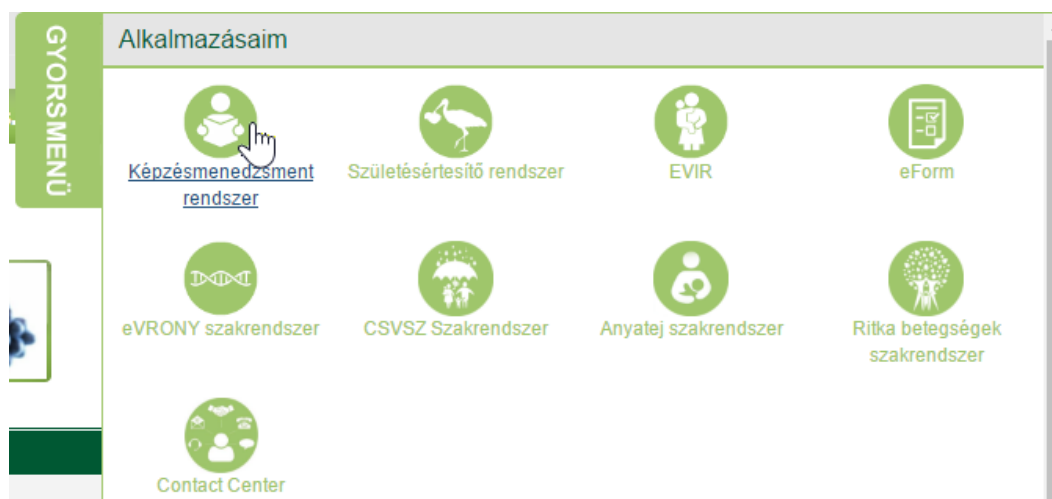 GYORSMENÜ
Alkalmazásaim
Képzésmenedzsment
rendszer
Születésértesítő rendszer
EVIR
eForm
eVRONY szakrendszer
CSVSZ Szakrendszer
Anyatej szakrendszer
Ritka betegségek
szakrendszer
Contact Center